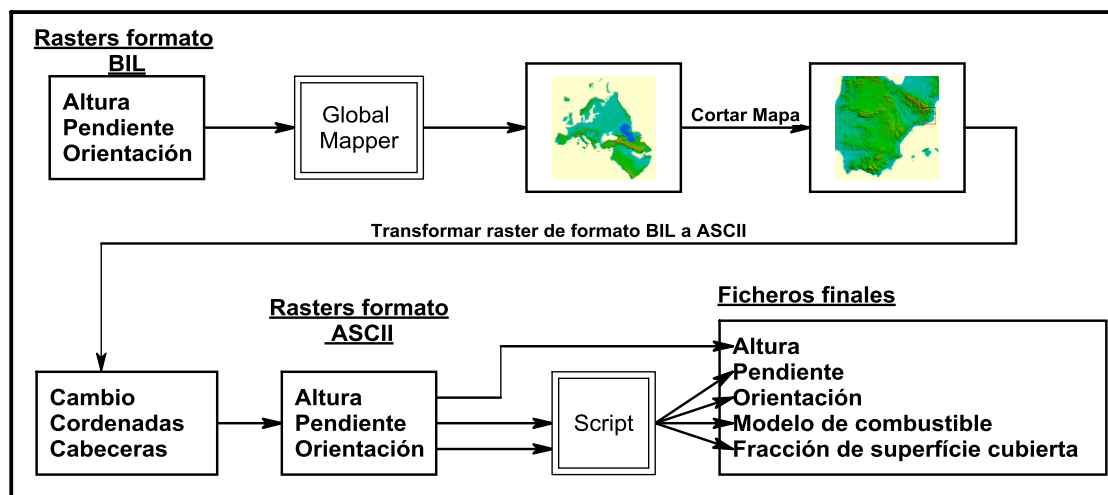 Rasters formato
BIL
Altura
Pendiente
Orientación
Global
Mapper
Cortar Mapa
Transformar raster de formato BIL a ASCII
Cambio
Cordenadas
Cabeceras
Rasters formato
ASCII
Altura
Pendiente
Orientación
Script
Ficheros finales
Altura
Pendiente
Orientación
Modelo de combustible
Fracción de superfície cubierta